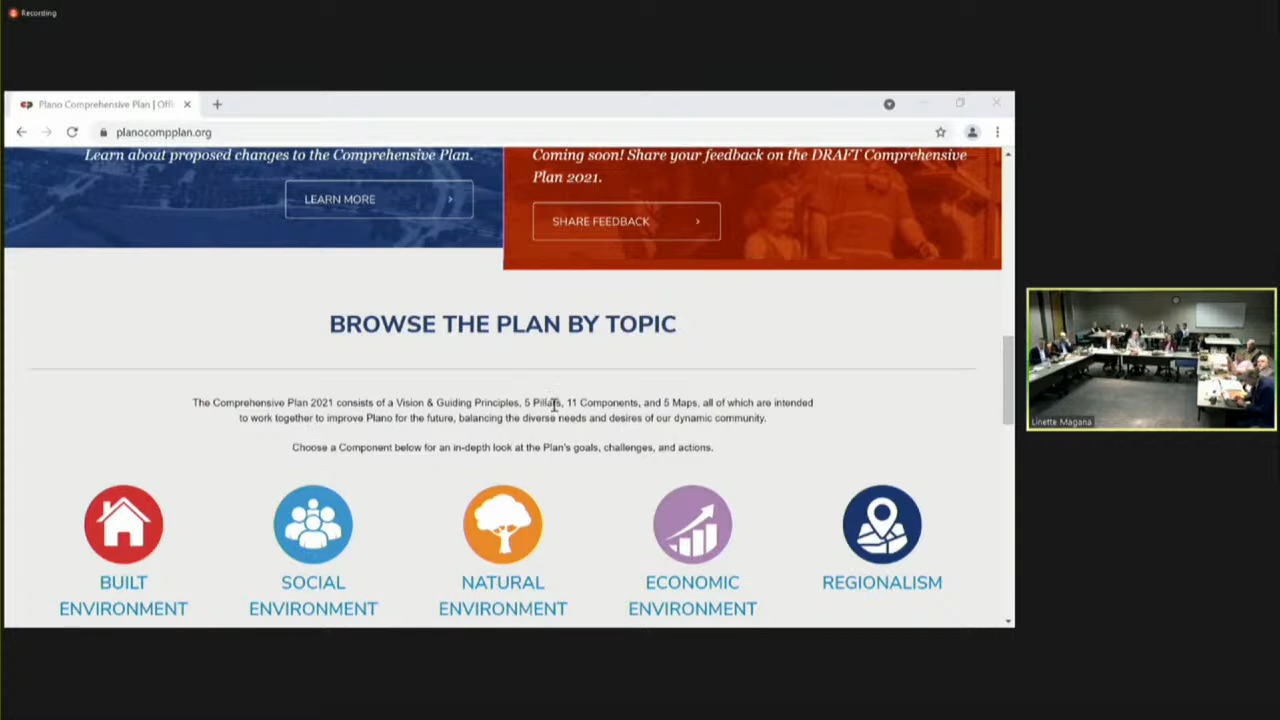 Recording
Plano Comprehensive Plan | Offi
planocompplan.org
Learn about proposed changes to the Comprehensive Plan.
LEARN MORE
Coming soon! Share your feedback on the DRAFT Comprehensive
Plan 2021.
SHARE FEEDBACK
BROWSE THE PLAN BY TOPIC
The Comprehensive Plan 2021 consists of a Vision & Guiding Principles, 5 Pillars, 11 Components, and 5 Maps, all of which are intended
to work together to improve Plano for the future, balancing the diverse needs and desires of our dynamic community.
Choose a Component below for an in-depth look at the Plan's goals, challenges, and actions.
BUILT
ENVIRONMENT
SOCIAL
ENVIRONMENT
NATURAL
ENVIRONMENT
ECONOMIC
ENVIRONMENT
REGIONALISM
Linette Magana